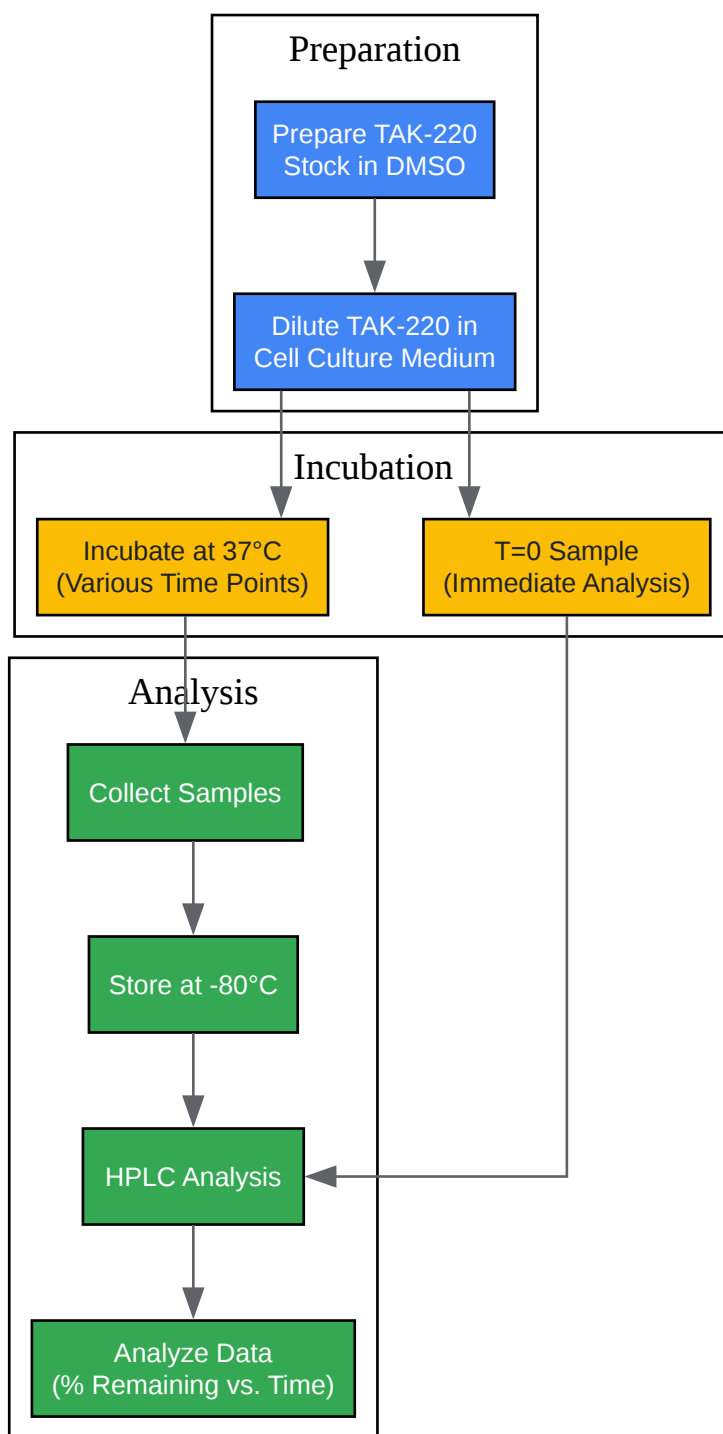 Preparation
Prepare TAK-220
Stock in DMSO
Dilute TAK-220 in
Cell Culture Medium
Incubation
Incubate at 37°C
(Various Time Points)
T=0 Sample
(Immediate Analysis)
Analysis
Collect Samples
Store at -80°C
HPLC Analysis
Analyze Data
(% Remaining vs. Time)